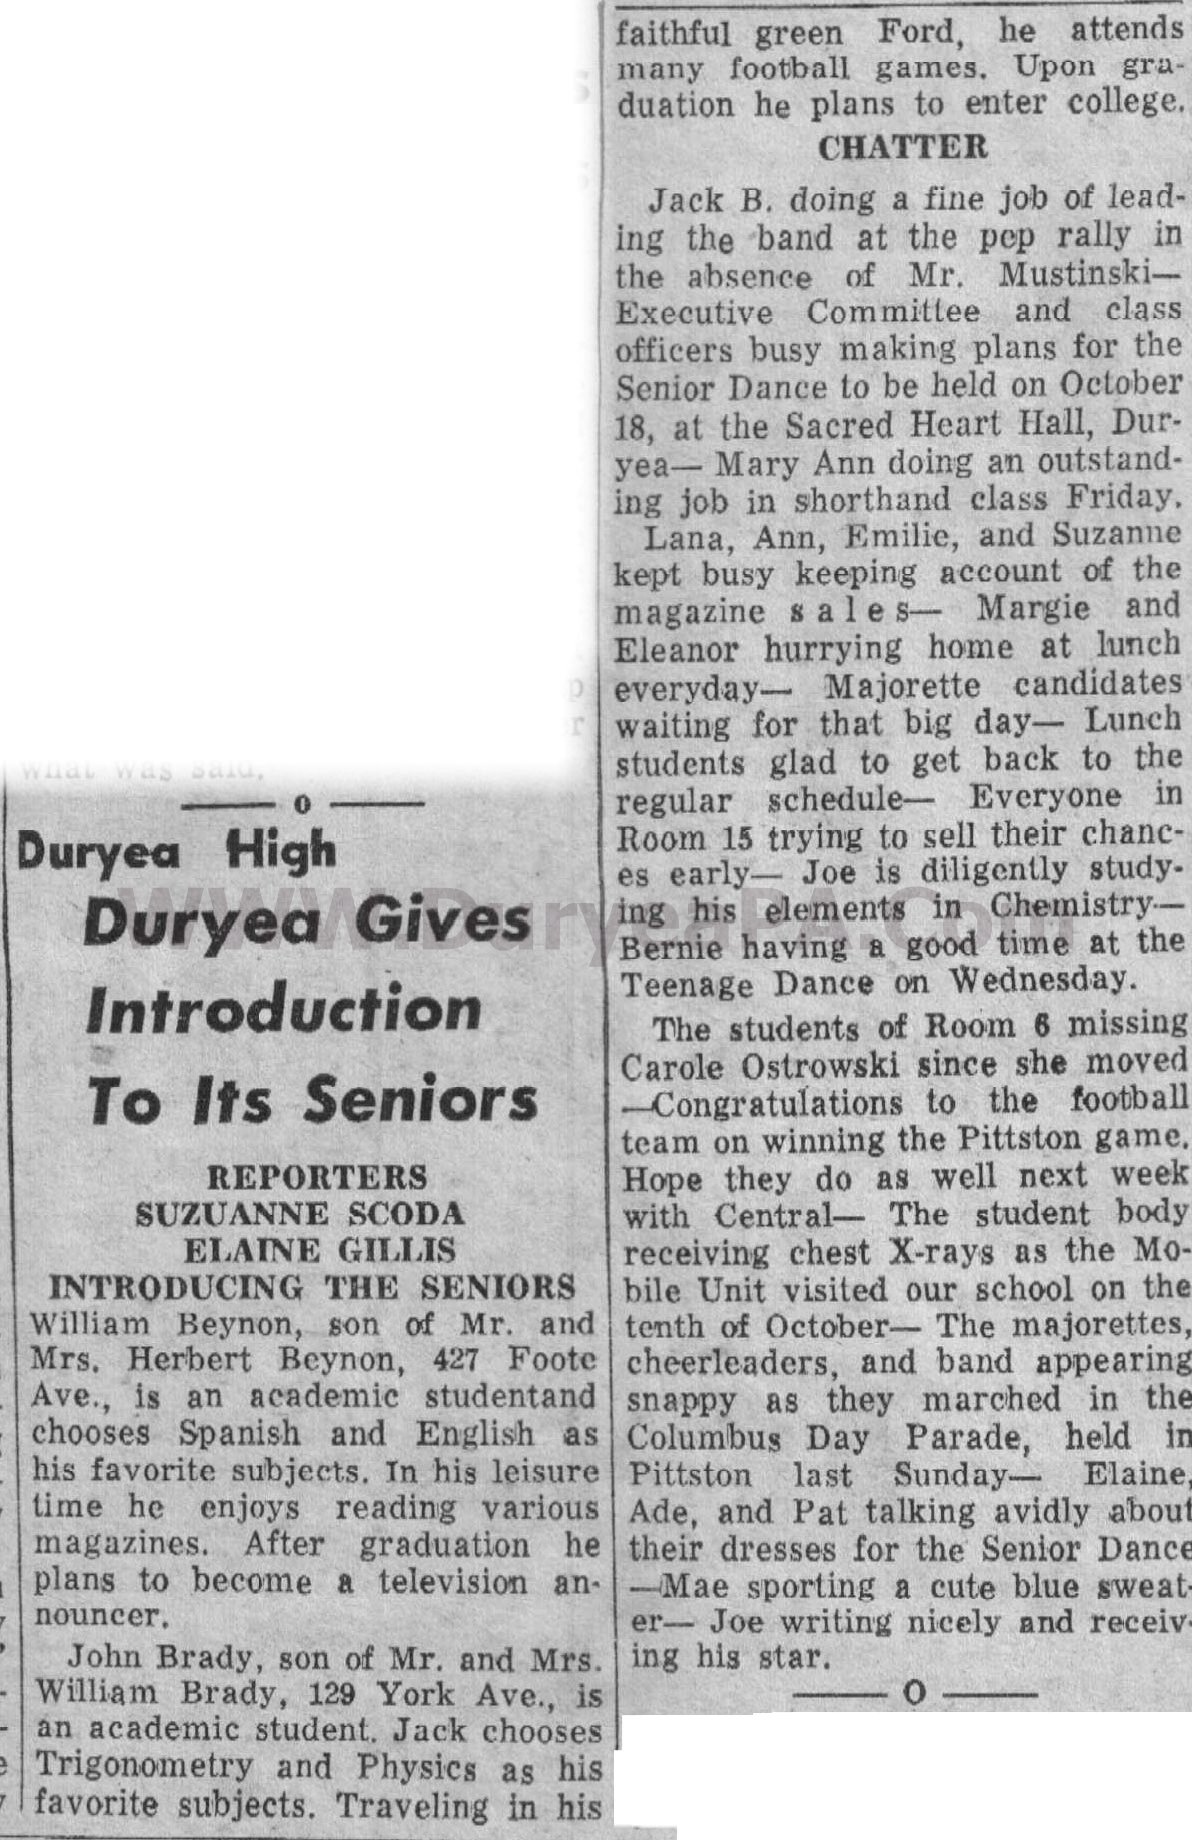 what was said.
Duryea High
Duryea Gives
Introduction
To Its Seniors
REPORTERS
SUZUANNE SCODA
ELAINE GILLIS
INTRODUCING THE SENIORS
William Beynon, son of Mr. and
Mrs. Herbert Beynon, 427 Foote
Ave., is an academic studentand
chooses Spanish and English as
his favorite subjects. In his leisure
time he enjoys reading various
magazines. After graduation he
plans to become a television an-
nouncer.
John Brady, son of Mr. and Mrs.
William Brady, 129 York Ave., is
an academic student. Jack chooses
Trigonometry and Physics as his
favorite subjects. Traveling in his
faithful green Ford, he attends
many football games. Upon gra-
duation he plans to enter college.
CHATTER
Jack B. doing a fine job of lead-
ing the band at the pep rally in
the absence of Mr. Mustinski—
Executive Committee and class
officers busy making plans for the
Senior Dance to be held on October
18, at the Sacred Heart Hall, Dur-
yea— Mary Ann doing an outstand-
ing job in shorthand class Friday.
Lana, Ann, Emilie, and Suzanne
kept busy keeping account of the
magazine sales— Margie and
Eleanor hurrying home at lunch
everyday— Majorette candidates
waiting for that big day— Lunch
students glad to get back to the
regular schedule— Everyone in
Room 15 trying to sell their chanc-
es early— Joe is diligently study-
ing his elements in Chemistry—
Bernie having a good time at the
Teenage Dance on Wednesday.
The students of Room 6 missing
Carole Ostrowski since she moved
—Congratulations to the football
team on winning the Pittston game.
Hope they do as well next week
with Central— The student body
receiving chest X-rays as the Mo-
bile Unit visited our school on the
tenth of October— The majorettes,
cheerleaders, and band appearing
snappy as they marched in the
Columbus Day Parade, held in
Pittston last Sunday— Elaine,
Ade, and Pat talking avidly about
their dresses for the Senior Dance
—Mae sporting a cute blue sweat-
er— Joe writing nicely and receiv-
ing his star.
O
www.DuryeaPA.Com